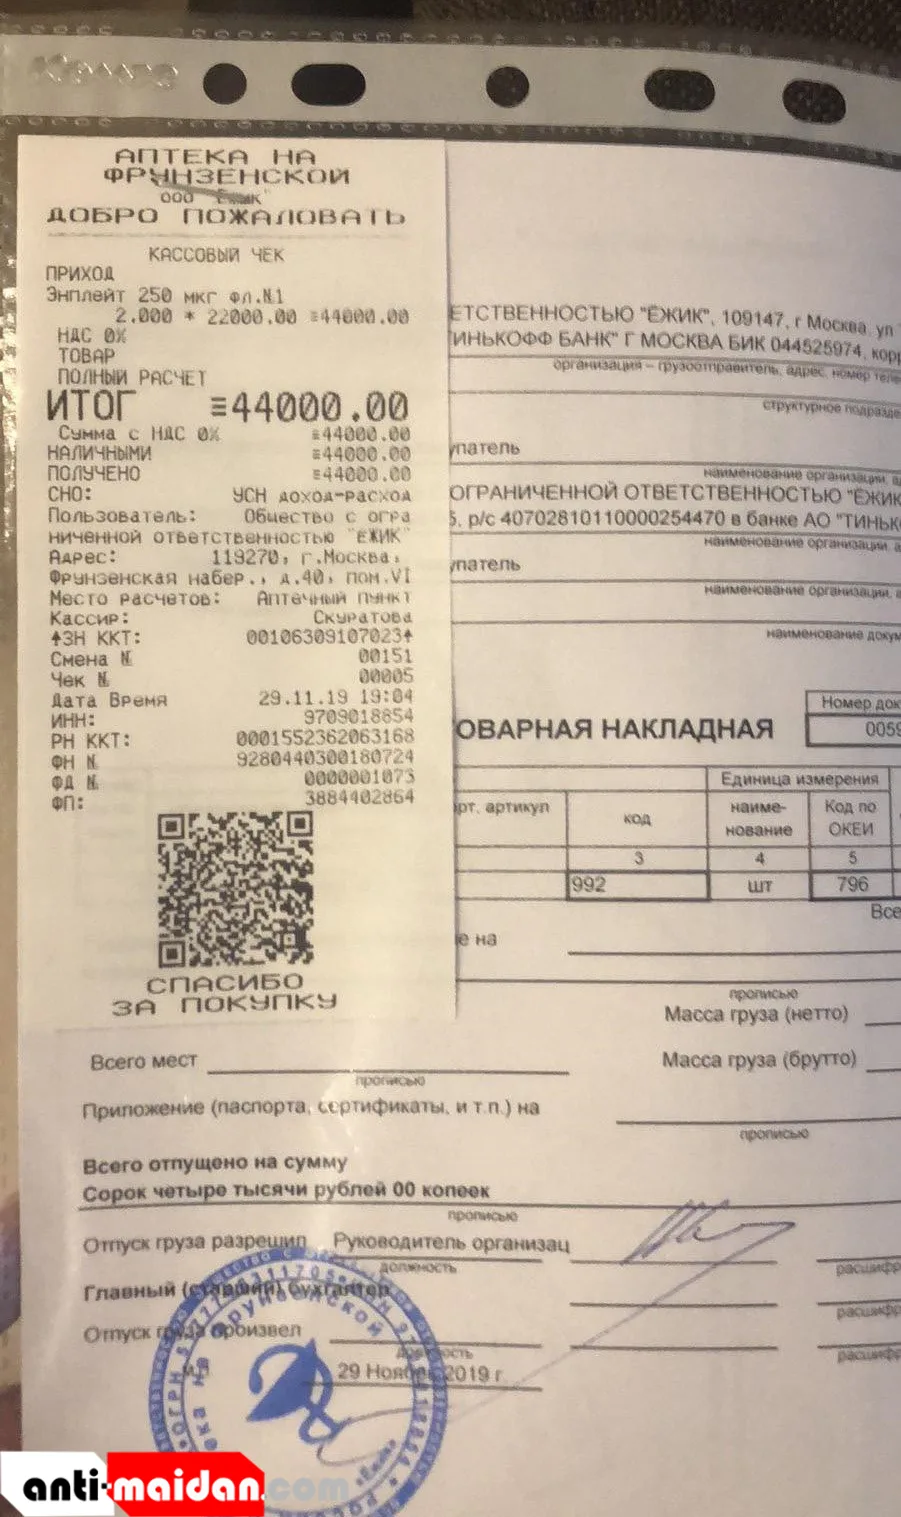 АПТЕКА НА
ФРУНЗЕНСКОЙ
ООО "Ёжик"
ДОБРО ПОЖАЛОВАТЬ
КАССОВЫЙ ЧЕК
ПРИХОД
Энплейт 250 мкг фл.№1
2.000 * 22000.00 ≡44000.00
НДС 0%
ТОВАР
ПОЛНЫЙ РАСЧЕТ
ИТОГ ≡44000.00
Сумма с НДС 0% ≡44000.00
НАЛИЧНЫМИ ≡44000.00
ПОЛУЧЕНО ≡44000.00
СНО: УСН доход-расход
Пользователь: Общество с огра
ниченной ответственностью "ЁЖИК"
Адрес: 119270, г.Москва,
Фрунзенская набер., д.40, пом.VI
Место расчетов: Аптечный пункт
Кассир: Скуратова
ЗН ККТ: 00106309107023
Смена № 00151
Чек № 00005
Дата Время 29.11.19 19:04
ИНН: 9709018854
РН ККТ: 0001552362063168
ФН № 9280440300180724
ФД № 0000001073
ФП: 3884402864
СПАСИБО
ЗА ПОКУПКУ
ЕТСТВЕННОСТЬЮ "ЁЖИК", 109147, г Москва, ул
ТИНЬКОФФ БАНК" Г МОСКВА БИК 044525974, корр
организация – грузоотправитель, адрес, номер теле
структурное подразде
упатель
наименование организации, а
ОГРАНИЧЕННОЙ ОТВЕТСТВЕННОСТЬЮ "ЁЖИК
5, р/с 40702810110000254470 в банке АО "ТИНЬК
наименование организации, а
упатель
наименование организации, а
наименование докум
Номер док
ОВАРНАЯ НАКЛАДНАЯ 0059
Единица измерения
орт, артикул код наиме-
нование Код по
ОКЕИ
3 4 5
992 шт 796
Все
е на
прописью
Масса груза (нетто)
Всего мест Масса груза (брутто)
прописью
Приложение (паспорта, сертификаты, и т.п.) на
прописью
Всего отпущено на сумму
Сорок четыре тысячи рублей 00 копеек
прописью
Отпуск груза разрешил Руководитель организац
должность расшифр
Главный (старший) бухгалтер
расшифр
Отпуск груза произвел
должность расшифр
М.П. 29 Ноября 2019 г.
anti-maidan.com